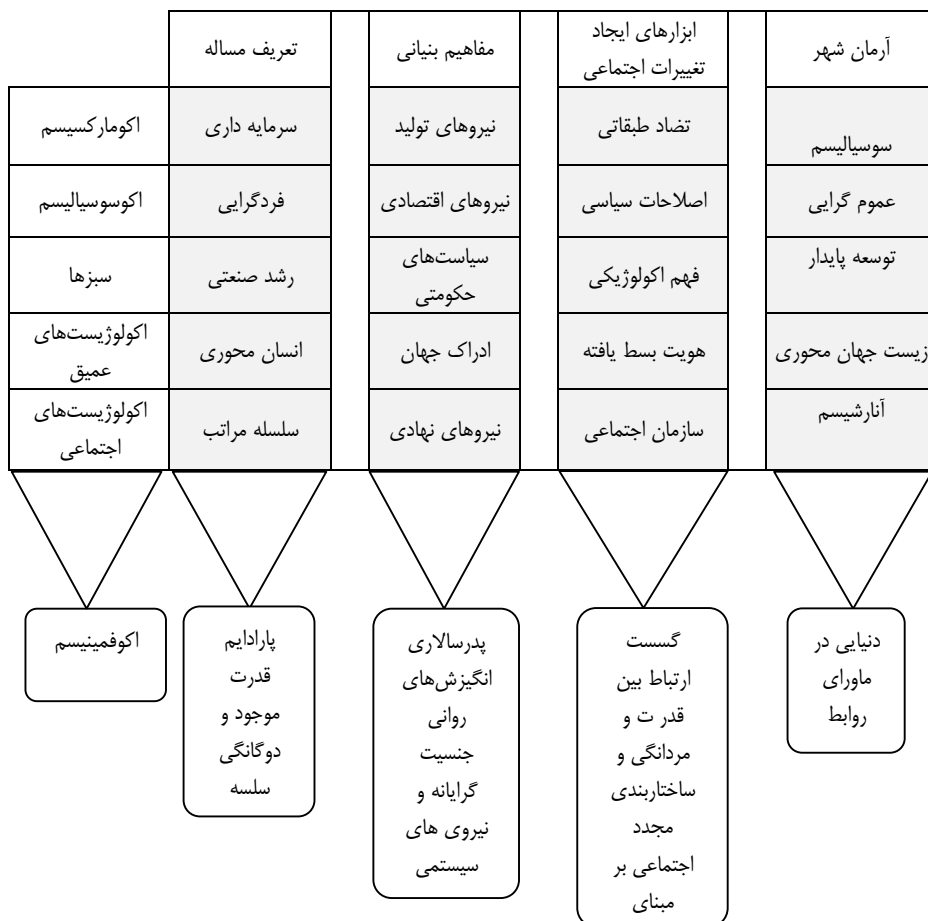 تعریف مساله
مفاهیم بنیانی
ابزارهای ایجاد
تغییرات اجتماعی
آرمان شهر
اکومارکسیسم
سرمایه داری
نیروهای تولید
تضاد طبقاتی
سوسیالیسم
اکوسوسیالیسم
فردگرایی
نیروهای اقتصادی
اصلاحات سیاسی
عموم گرایی
سبزها
رشد صنعتی
سیاست‌های
حکومتی
فهم اکولوژیکی
توسعه پایدار
اکولوژیست‌های
عمیق
انسان محوری
ادراک جهان
هویت بسط یافته
زیست جهان محوری
اکولوژیست‌های
اجتماعی
سلسله مراتب
نیروهای نهادی
سازمان اجتماعی
آنارشیسم
اکوفمینیسم
پارادایم
قدرت
موجود و
دوگانگی
سلسه
پدرسالاری
انگیزش‌های
روانی
جنسیت
گرایانه و
نیروی های
سیستمی
گسست
ارتباط بین
قدر ت و
مردانگی و
ساختاربندی
مجدد
اجتماعی بر
مبنای
دنیایی در
ماورای
روابط